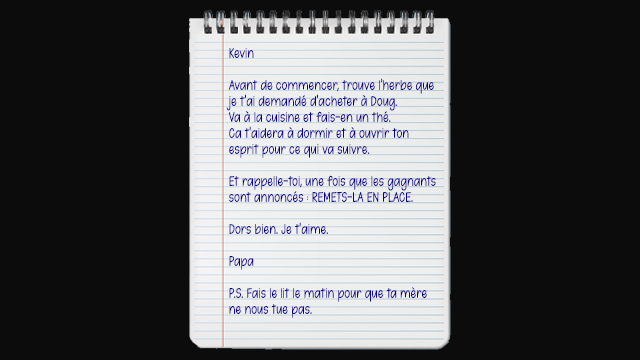 Kevin
Avant de commencer, trouve l'herbe que
je t'ai demandé d'acheter à Doug.
Va à la cuisine et fais-en un thé.
Ca t'aidera à dormir et à ouvrir ton
esprit pour ce qui va suivre.
Et rappelle-toi, une fois que les gagnants
sont annoncés : REMETS-LA EN PLACE.
Dors bien. Je t'aime.
Papa
P.S. Fais le lit le matin pour que ta mère
ne nous tue pas.